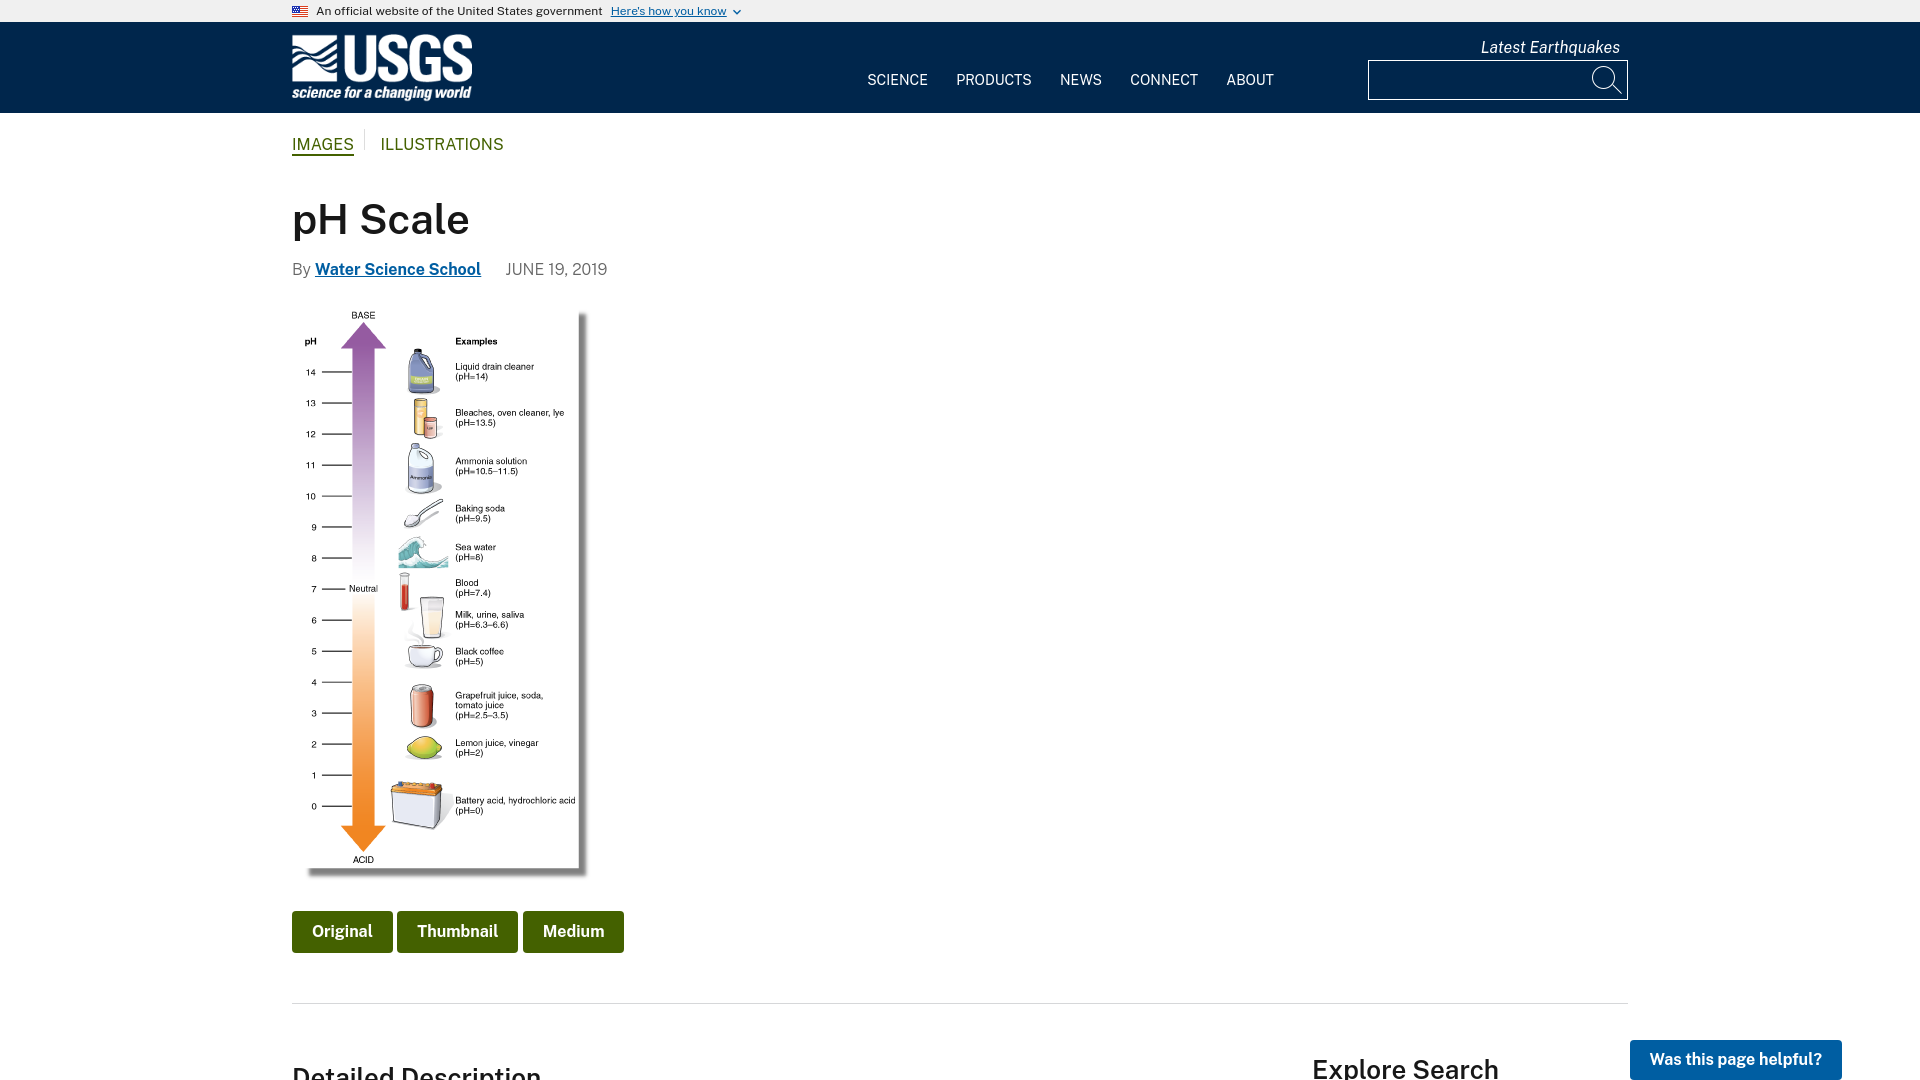 An official website of the United States government Here's how you know
USGS
science for a changing world
SCIENCE PRODUCTS NEWS CONNECT ABOUT
Latest Earthquakes
IMAGES ILLUSTRATIONS
pH Scale
By Water Science School JUNE 19, 2019
BASE
pH Examples
14 Liquid drain cleaner
(pH=14)
13
Bleaches, oven cleaner, lye
(pH=13.5)
12
11 Ammonia solution
(pH=10.5–11.5)
Ammonia
10
Baking soda
(pH=9.5)
9
Sea water
(pH=8)
8
7 Neutral Blood
(pH=7.4)
6 Milk, urine, saliva
(pH=6.3–6.6)
5 Black coffee
(pH=5)
4
Grapefruit juice, soda,
tomato juice
(pH=2.5–3.5)
3
2 Lemon juice, vinegar
(pH=2)
1
0 Battery acid, hydrochloric acid
(pH=0)
ACID
Original Thumbnail Medium
Detailed Description
Explore Search
Was this page helpful?